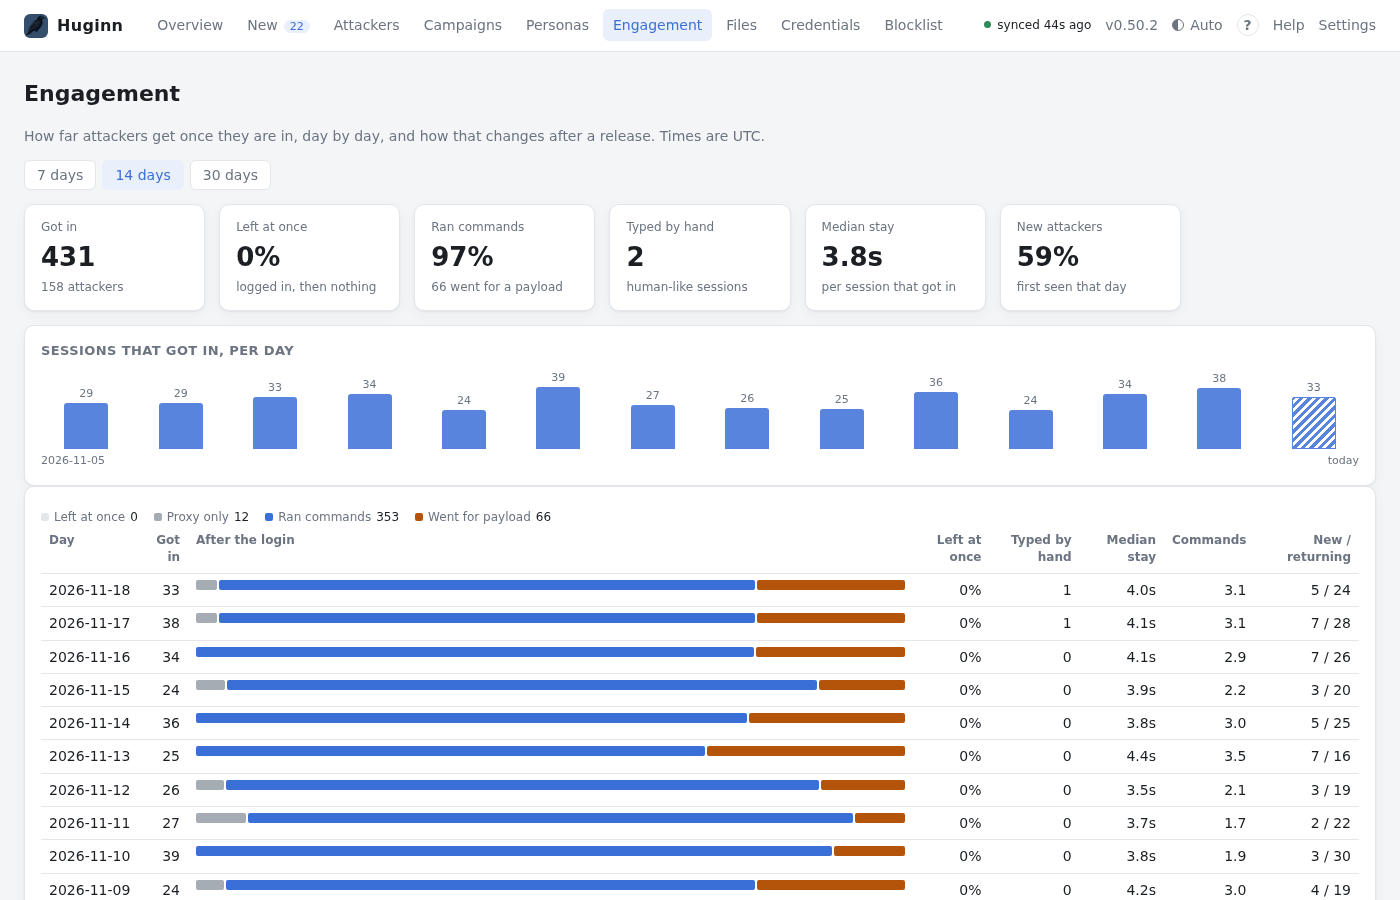 Huginn Overview New 22 Attackers Campaigns Personas Engagement Files Credentials Blocklist synced 44s ago v0.50.2 Auto ? Help Settings
Engagement
How far attackers get once they are in, day by day, and how that changes after a release. Times are UTC.
7 days 14 days 30 days
Got in
431
158 attackers
Left at once
0%
logged in, then nothing
Ran commands
97%
66 went for a payload
Typed by hand
2
human-like sessions
Median stay
3.8s
per session that got in
New attackers
59%
first seen that day
SESSIONS THAT GOT IN, PER DAY
29 29 33 34 24 39 27 26 25 36 24 34 38 33
2026-11-05 today
Left at once 0 Proxy only 12 Ran commands 353 Went for payload 66
Day Got in After the login Left at once Typed by hand Median stay Commands New / returning
2026-11-18 33 0% 1 4.0s 3.1 5 / 24
2026-11-17 38 0% 1 4.1s 3.1 7 / 28
2026-11-16 34 0% 0 4.1s 2.9 7 / 26
2026-11-15 24 0% 0 3.9s 2.2 3 / 20
2026-11-14 36 0% 0 3.8s 3.0 5 / 25
2026-11-13 25 0% 0 4.4s 3.5 7 / 16
2026-11-12 26 0% 0 3.5s 2.1 3 / 19
2026-11-11 27 0% 0 3.7s 1.7 2 / 22
2026-11-10 39 0% 0 3.8s 1.9 3 / 30
2026-11-09 24 0% 0 4.2s 3.0 4 / 19